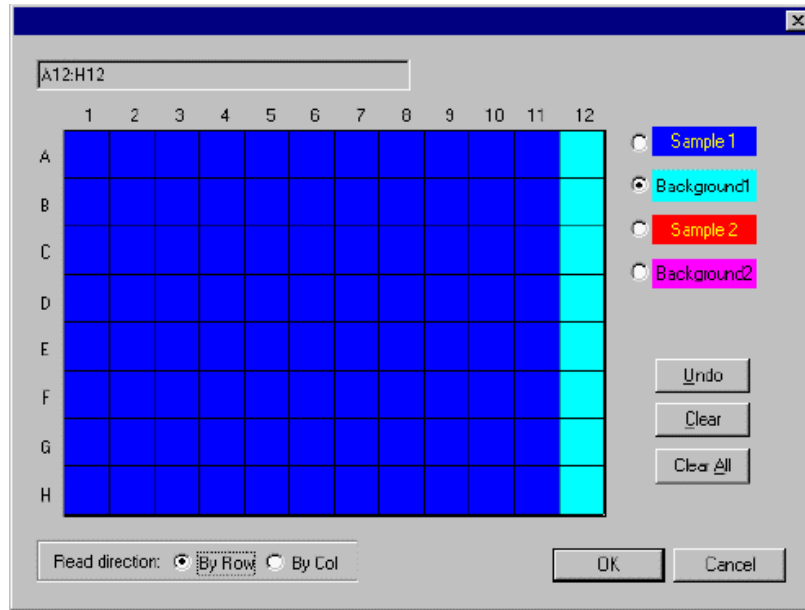 A12:H12
1 2 3 4 5 6 7 8 9 10 11 12
A
B
C
D
E
F
G
H
Sample 1
Background1
Sample 2
Background2
Undo
Clear
Clear All
Read direction: By Row By Col
OK Cancel